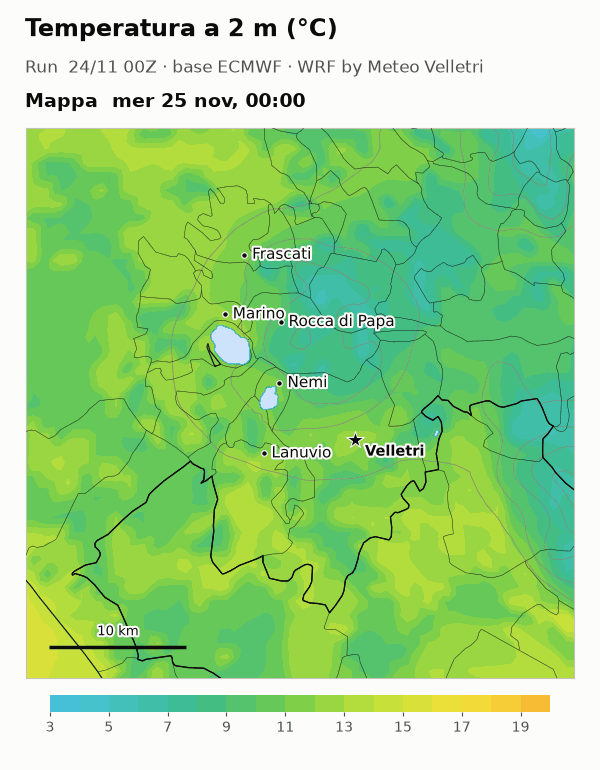 Temperatura a 2 m (°C)
Run  24/11 00Z · base ECMWF · WRF by Meteo Velletri
Mappa  mer 25 nov, 00:00
Frascati
Marino
Rocca di Papa
Nemi
Velletri
Lanuvio
10 km
3 5 7 9 11 13 15 17 19